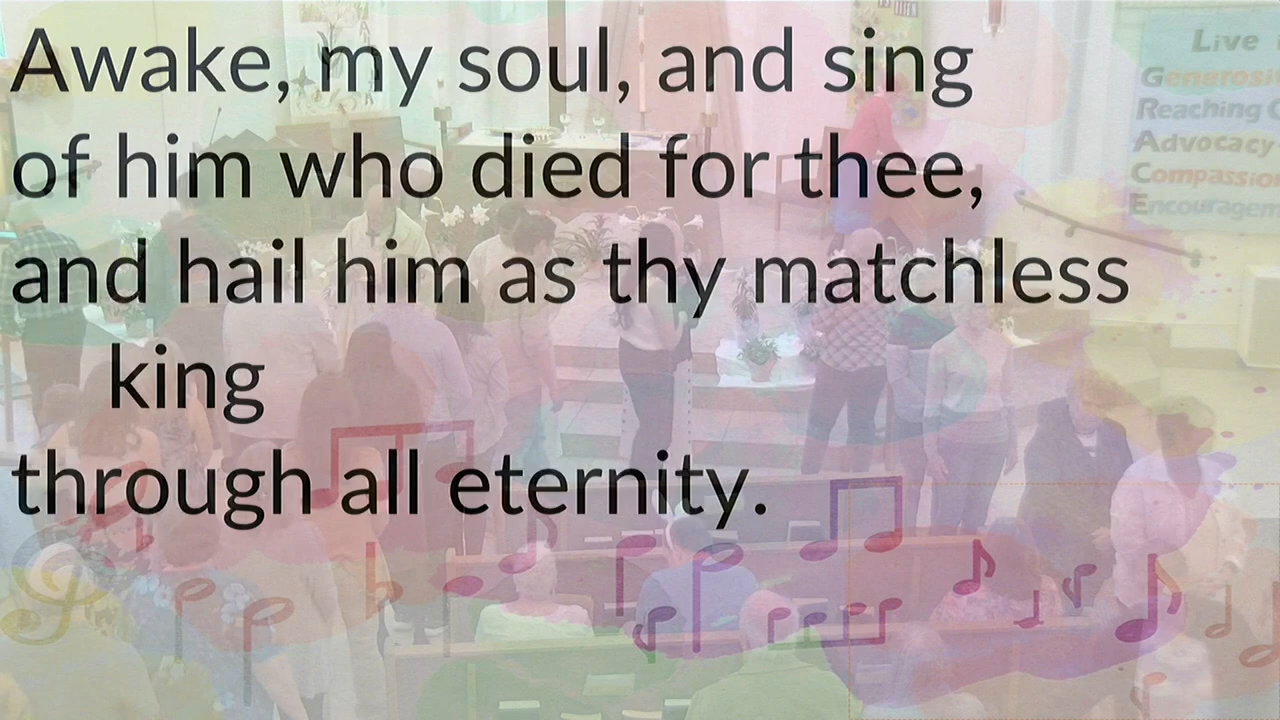 Awake, my soul, and sing
of him who died for thee,
and hail him as thy matchless
king
through all eternity.
Live
Reaching
Advocacy